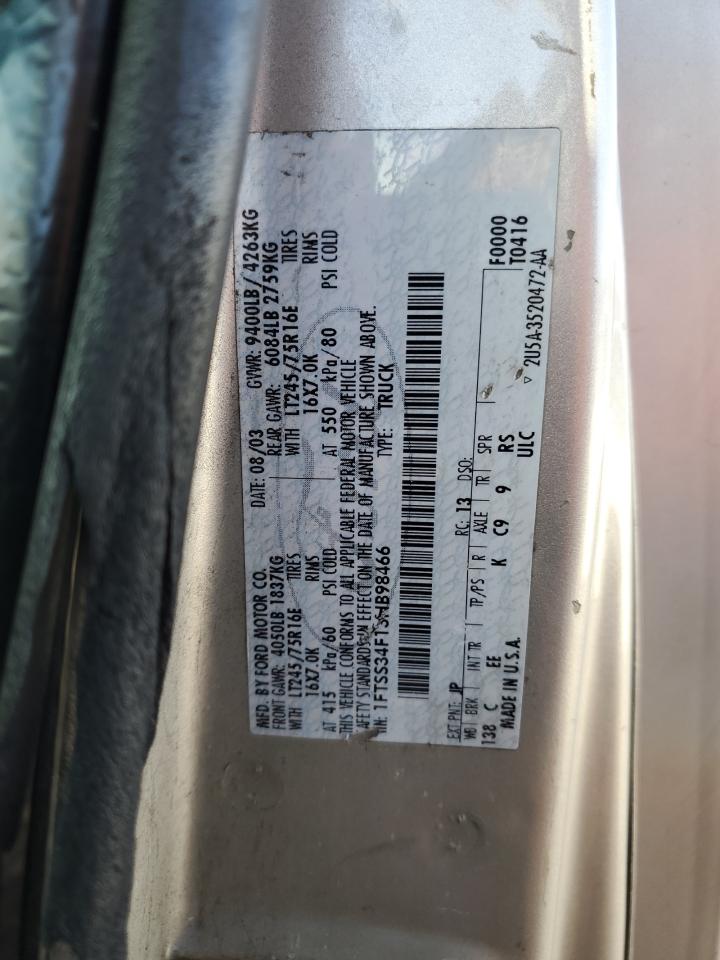 MFD. BY FORD MOTOR CO.
DATE: 08/03 GVWR: 9400LB/4263KG
FRONT GAWR: 4050LB 1837KG REAR GAWR: 6084LB 2759KG
WITH LT245/75R16E TIRES WITH LT245/75R16E TIRES
16X7.0K RIMS 16X7.0K RIMS
AT 415 kPa/60 PSI COLD AT 550 kPa/80 PSI COLD
THIS VEHICLE CONFORMS TO ALL APPLICABLE FEDERAL MOTOR VEHICLE
AFETY STANDARDS IN EFFECT ON THE DATE OF MANUFACTURE SHOWN ABOVE.
VIN: 1FTSS34F13HB98466 TYPE: TRUCK
F0000
T0416
EXT PNT: JP RC: 13 DSO:
WB BRK INT TR TP/PS R AXLE TR SPR
138 C EE K C9 9 RS
MADE IN U.S.A. ULC
▽ 2U5A-3520472-AA